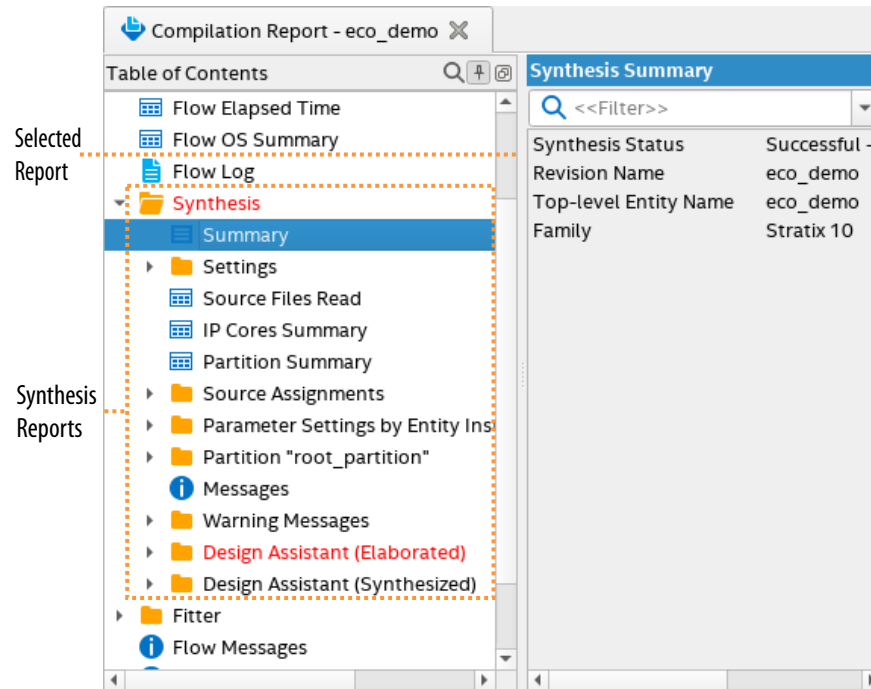 Compilation Report - eco_demo
Table of Contents
Flow Elapsed Time
Flow OS Summary
Flow Log
Synthesis
Summary
Settings
Source Files Read
IP Cores Summary
Partition Summary
Source Assignments
Parameter Settings by Entity Ins
Partition "root_partition"
Messages
Warning Messages
Design Assistant (Elaborated)
Design Assistant (Synthesized)
Fitter
Flow Messages
Selected
Report
Synthesis
Reports
Synthesis Summary
<<Filter>>
Synthesis Status Successful -
Revision Name eco_demo
Top-level Entity Name eco_demo
Family Stratix 10